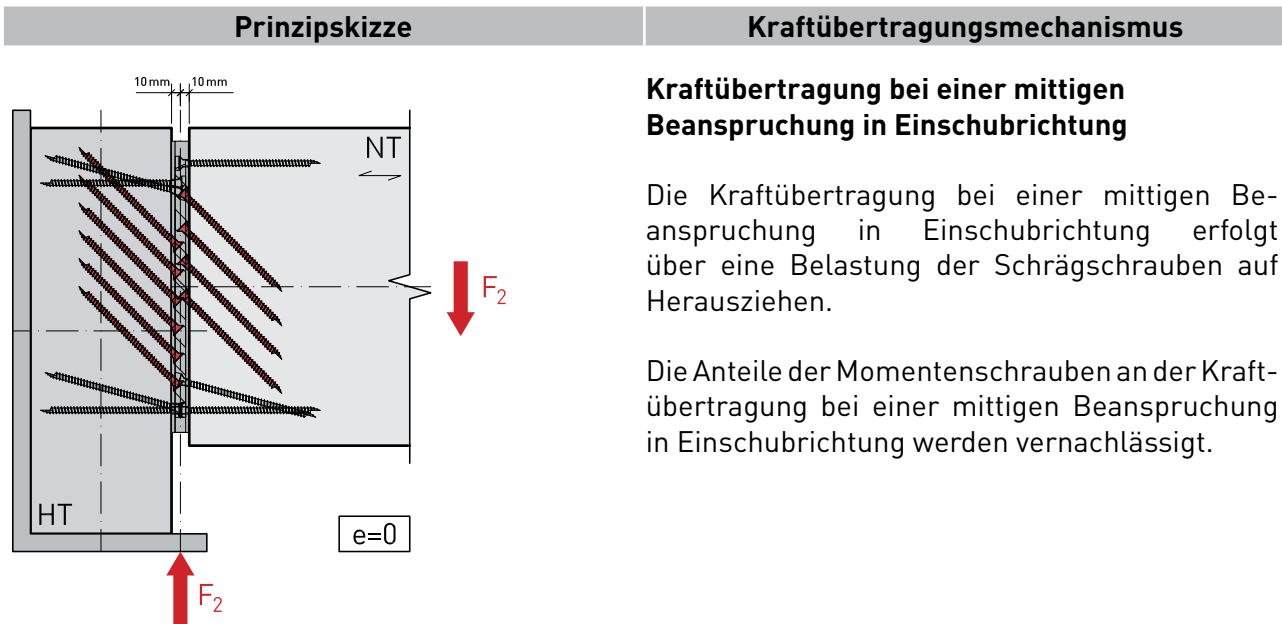 Prinzipskizze
Kraftübertragungsmechanismus
10 mm 10 mm
NT
F2
HT
e=0
F2
Kraftübertragung bei einer mittigen
Beanspruchung in Einschubrichtung
Die Kraftübertragung bei einer mittigen Be-
anspruchung in Einschubrichtung erfolgt
über eine Belastung der Schrägschrauben auf
Herausziehen.
Die Anteile der Momentenschrauben an der Kraft-
übertragung bei einer mittigen Beanspruchung
in Einschubrichtung werden vernachlässigt.